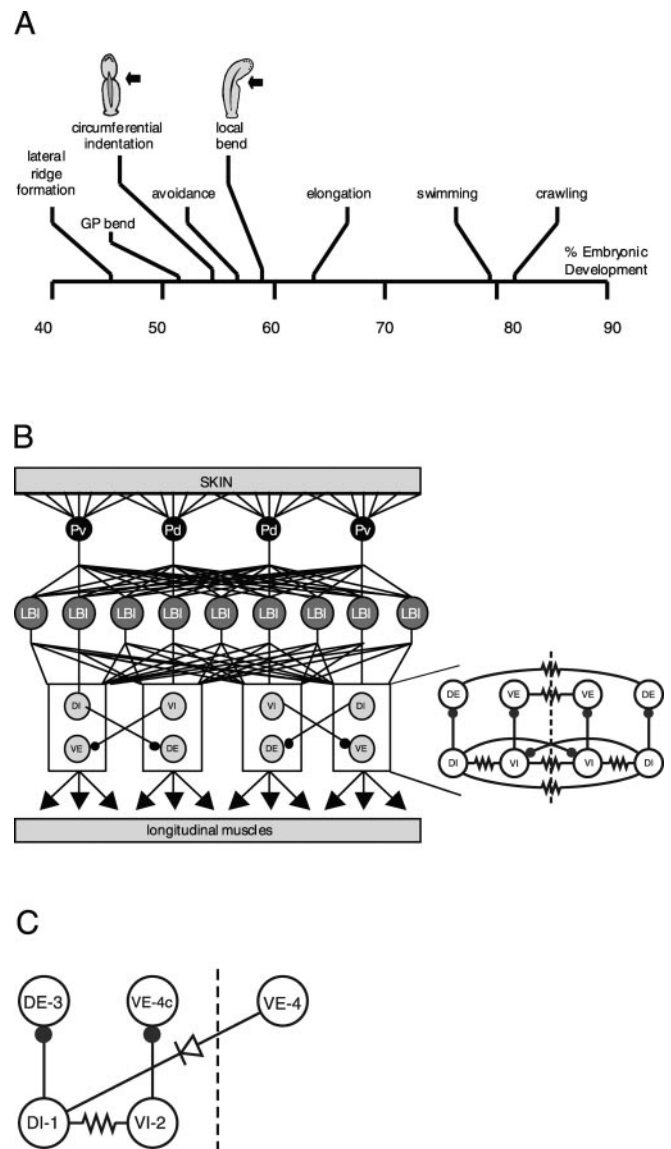 A
circumferential
indentation
local
bend
lateral
ridge
formation
avoidance
elongation
swimming
crawling
GP bend
% Embryonic
Development
40 50 60 70 80 90
B
SKIN
Pv Pd Pd Pv
LBI LBI LBI LBI LBI LBI LBI LBI LBI
DI VI VI DI
VE DE DE VE
DE VE VE DE
DI VI VI DI
longitudinal muscles
C
DE-3 VE-4c VE-4
DI-1 VI-2